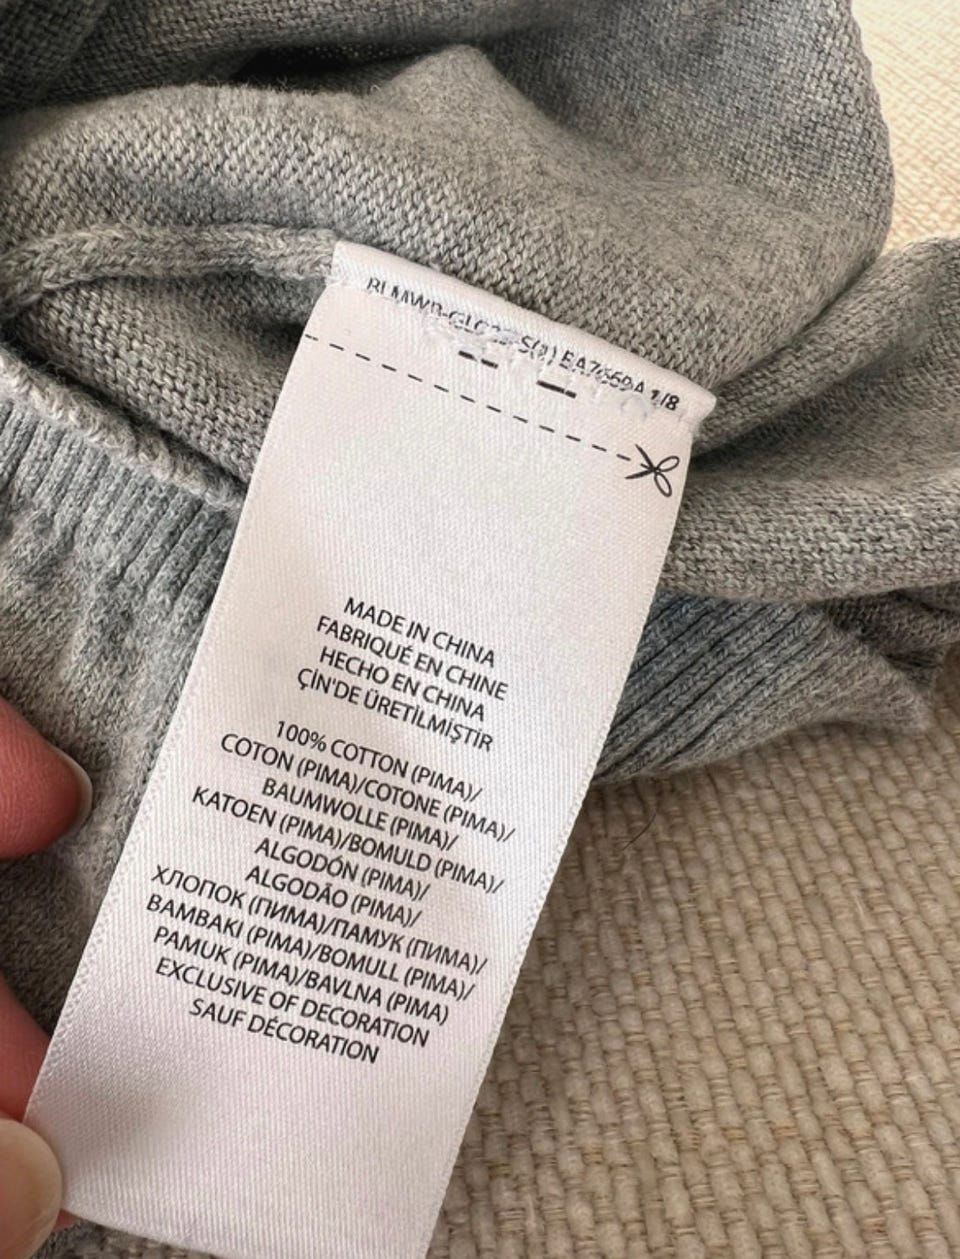 1/8
MADE IN CHINA
FABRIQUÉ EN CHINE
HECHO EN CHINA
ÇİN'DE ÜRETİLMİŞTİR
100% COTTON (PIMA)/
COTON (PIMA)/COTONE (PIMA)/
BAUMWOLLE (PIMA)/
KATOEN (PIMA)/BOMULD (PIMA)/
ALGODÓN (PIMA)/
ALGODÃO (PIMA)/
ХЛОПОК (ПИМА)/ПАМУК (ПИМА)/
BAMBAKI (PIMA)/BOMULL (PIMA)/
PAMUK (PIMA)/BAVLNA (PIMA)
EXCLUSIVE OF DECORATION
SAUF DÉCORATION